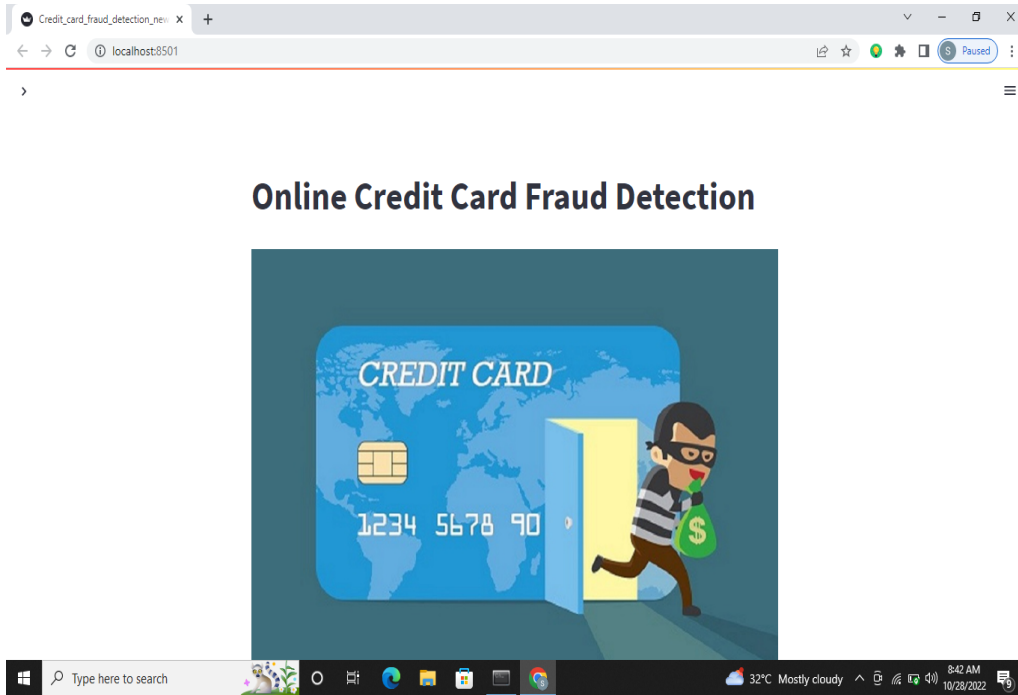 Credit_card_fraud_detection_new
localhost:8501
S Paused
Online Credit Card Fraud Detection
CREDIT CARD
1234 5678 90
$
Type here to search
32°C Mostly cloudy
8:42 AM
10/28/2022
9